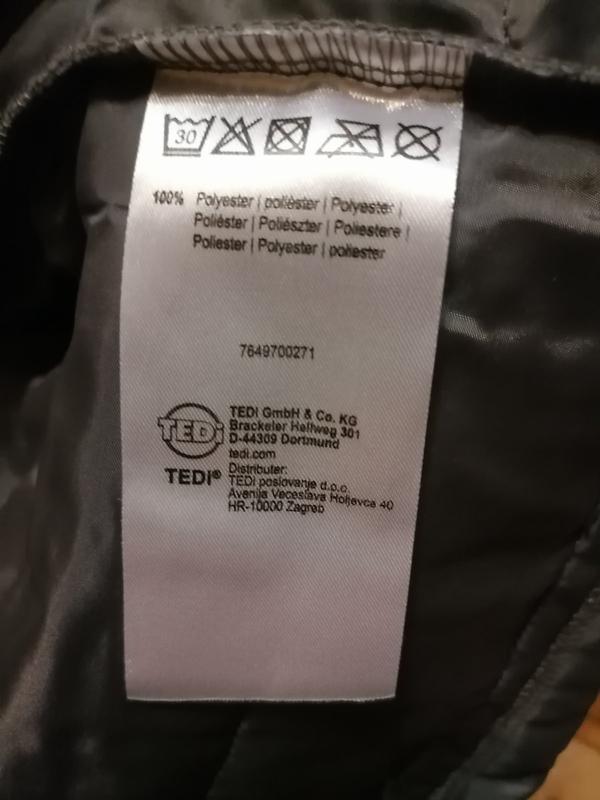 30
100% Polyester | poliéster | Polyester |
Poliéster | Poliészter | Poliestere |
Poliester | Polyester | poliester
7649700271
TEDi
TEDI GmbH & Co. KG
Brackeler Hellweg 301
D-44309 Dortmund
tedi.com
TEDI®
Distributer:
TEDI poslovanje d.o.o.
Avenija Veceslava Holjevca 40
HR-10000 Zagreb